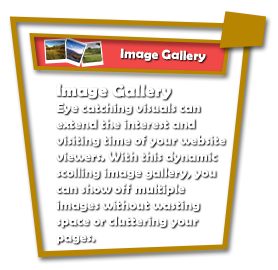 Image Gallery
Image Gallery
Eye catching visuals can
extend the interest and
visiting time of your website
viewers. With this dynamic
scolling image gallery, you
can show off multiple
images without wasting
space or cluttering your
pages.